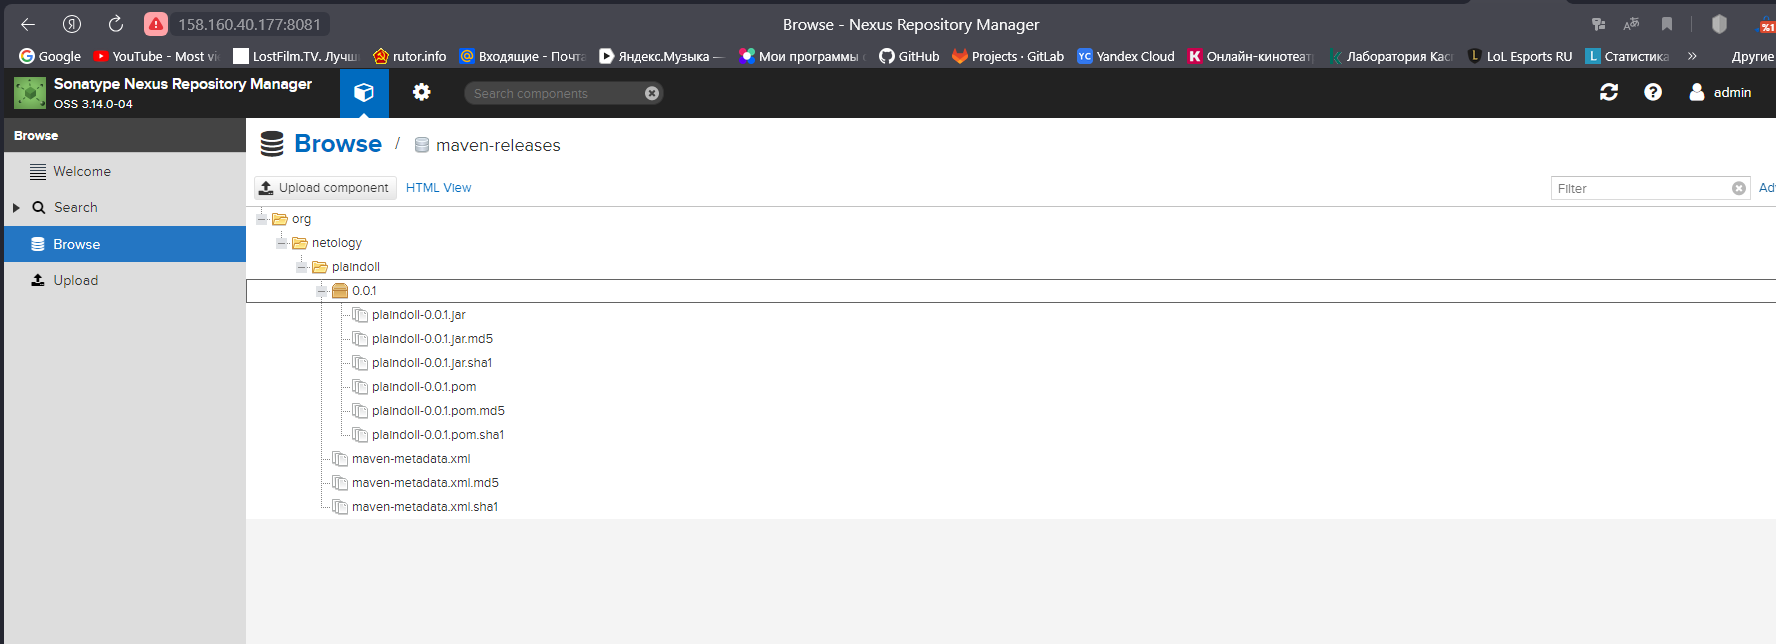 158.160.40.177:8081 Browse - Nexus Repository Manager
Google YouTube - Most LostFilm.TV. Лучш rutor.info Входящие - Почта Яндекс.Музыка — Мои программы GitHub Projects · GitLab YC Yandex Cloud K Онлайн-кинотеат Лаборатория Кас L LoL Esports RU L Статистика » Другие
Sonatype Nexus Repository Manager
OSS 3.14.0-04
Search components
admin
Browse
Welcome
Search
Browse
Upload
Browse / maven-releases
Upload component HTML View Filter Ad
org
netology
plaindoll
0.0.1
plaindoll-0.0.1.jar
plaindoll-0.0.1.jar.md5
plaindoll-0.0.1.jar.sha1
plaindoll-0.0.1.pom
plaindoll-0.0.1.pom.md5
plaindoll-0.0.1.pom.sha1
maven-metadata.xml
maven-metadata.xml.md5
maven-metadata.xml.sha1